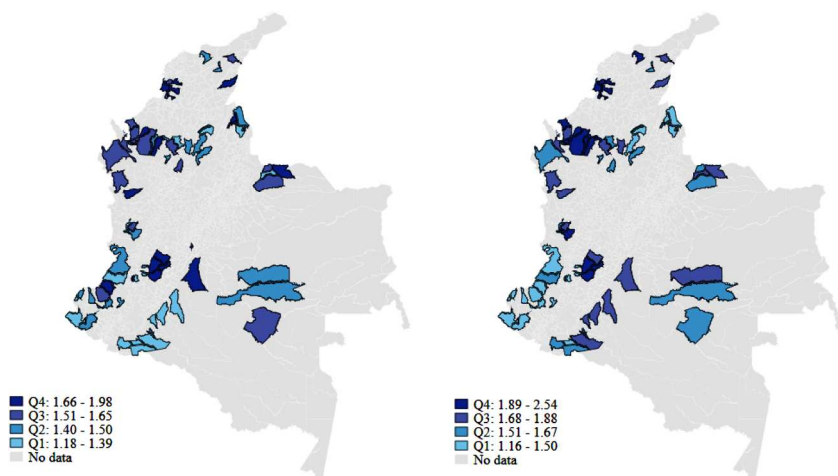 Q4: 1.66 - 1.98
Q3: 1.51 - 1.65
Q2: 1.40 - 1.50
Q1: 1.18 - 1.39
No data
Q4: 1.89 - 2.54
Q3: 1.68 - 1.88
Q2: 1.51 - 1.67
Q1: 1.16 - 1.50
No data